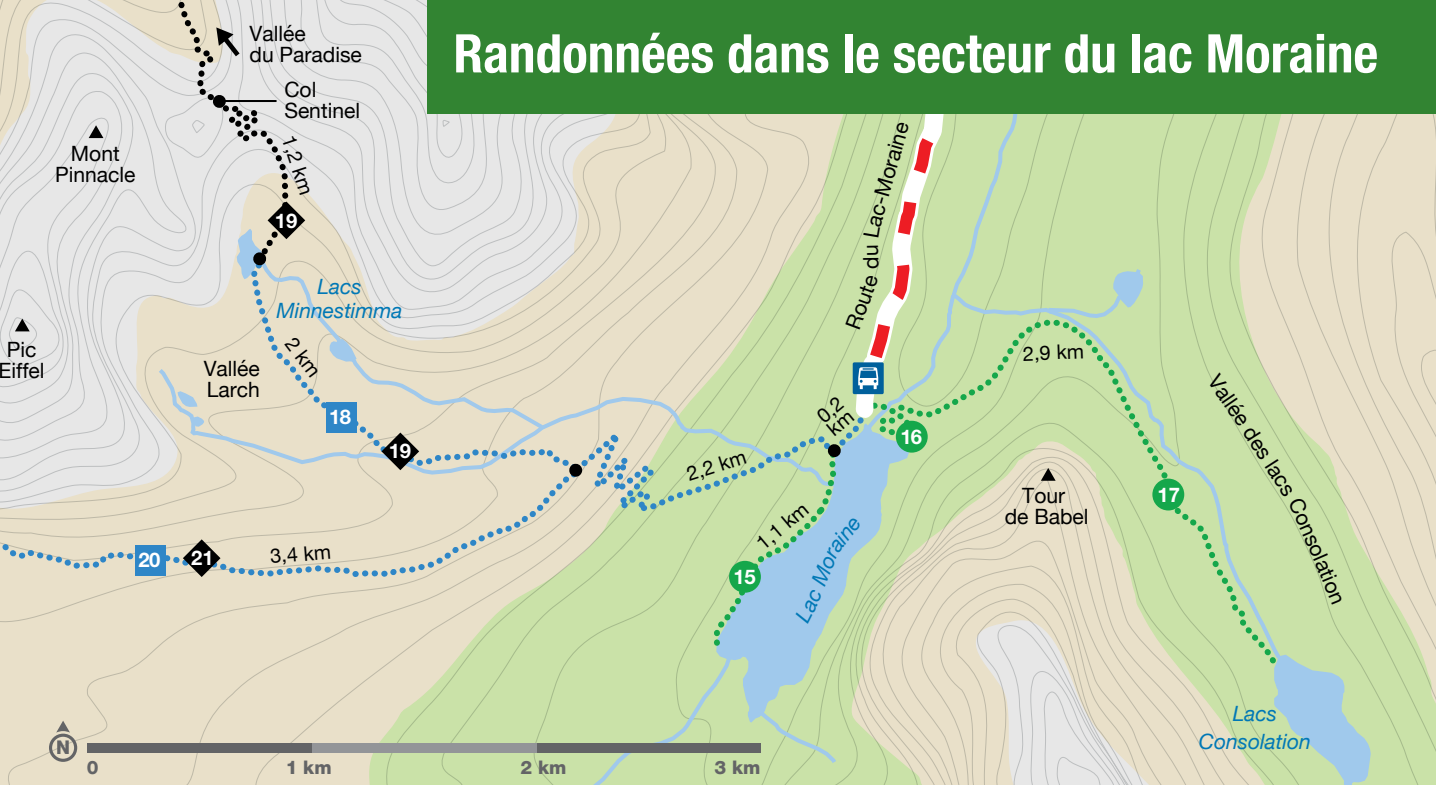 Randonnées dans le secteur du lac Moraine
Vallée
du Paradise
Col
Sentinel
Mont
Pinnacle
1,2 km
19
Lacs
Minnestimma
Pic
Eiffel
Vallée
Larch
2 km
18
19
Route du Lac-Moraine
0,2
km
2,2 km
16
2,9 km
Vallée des lacs Consolation
17
Tour
de Babel
20
21
3,4 km
1,1 km
15
Lac Moraine
Lacs
Consolation
N
0
1 km
2 km
3 km